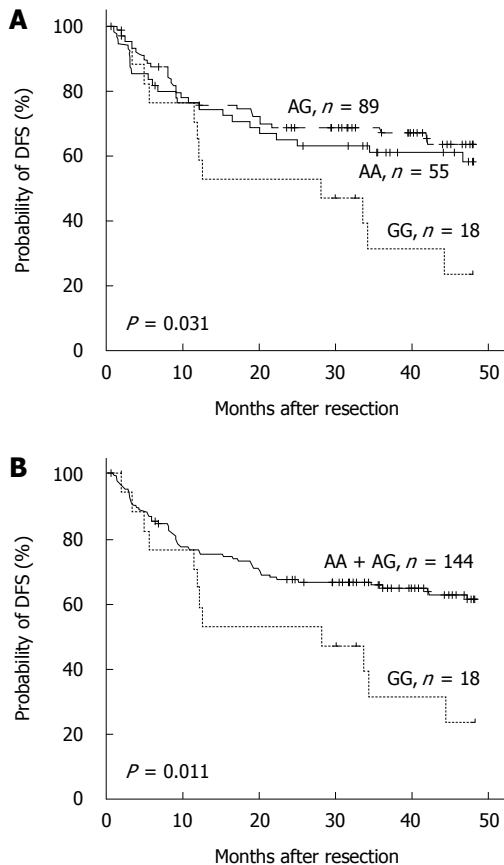 A
100
80
60
40
20
0
Probability of DFS (%)
AG, n = 89
AA, n = 55
GG, n = 18
P = 0.031
0 10 20 30 40 50
Months after resection
B
100
80
60
40
20
0
Probability of DFS (%)
AA + AG, n = 144
GG, n = 18
P = 0.011
0 10 20 30 40 50
Months after resection